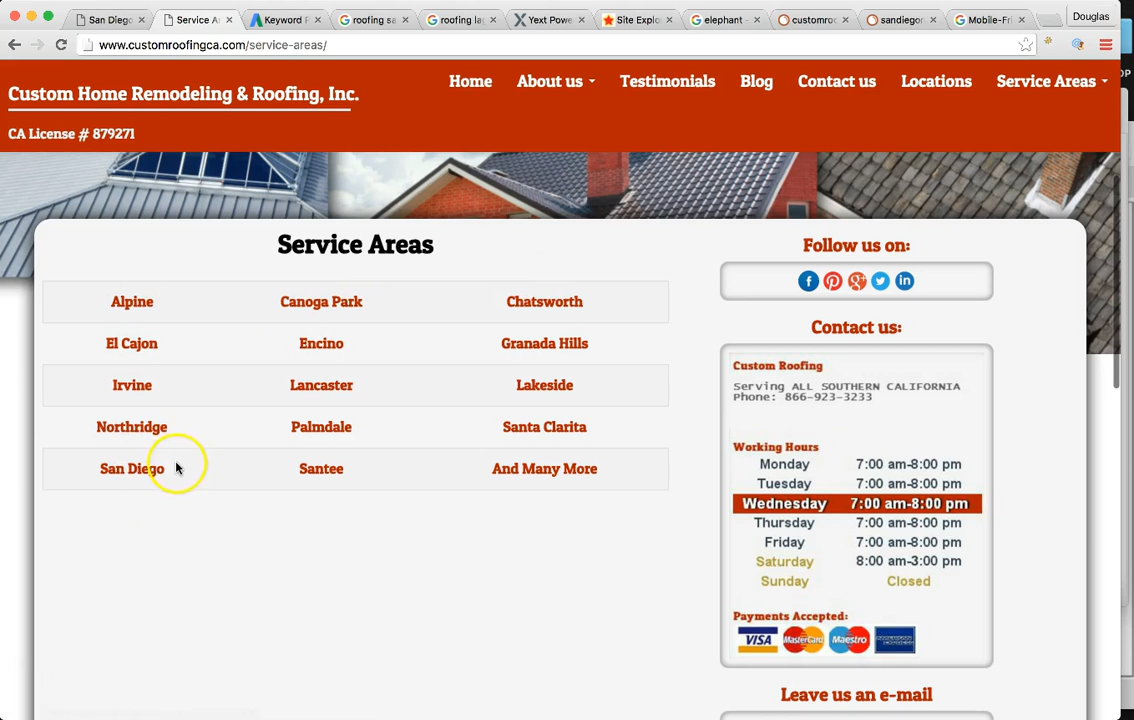 San Diego
Service A
Keyword P
roofing sa
roofing la
Yext Powe
Site Explo
elephant -
customroo
sandiegor
Mobile-Fri
Douglas
www.customroofingca.com/service-areas/
Custom Home Remodeling & Roofing, Inc.
CA License # 879271
Home About us Testimonials Blog Contact us Locations Service Areas
Service Areas
Alpine Canoga Park Chatsworth
El Cajon Encino Granada Hills
Irvine Lancaster Lakeside
Northridge Palmdale Santa Clarita
San Diego Santee And Many More
Follow us on:
Contact us:
Custom Roofing
Serving ALL SOUTHERN CALIFORNIA
Phone: 866-923-3233
Working Hours
Monday 7:00 am-8:00 pm
Tuesday 7:00 am-8:00 pm
Wednesday 7:00 am-8:00 pm
Thursday 7:00 am-8:00 pm
Friday 7:00 am-8:00 pm
Saturday 8:00 am-3:00 pm
Sunday Closed
Payments Accepted:
VISA MasterCard Maestro AMERICAN EXPRESS
Leave us an e-mail